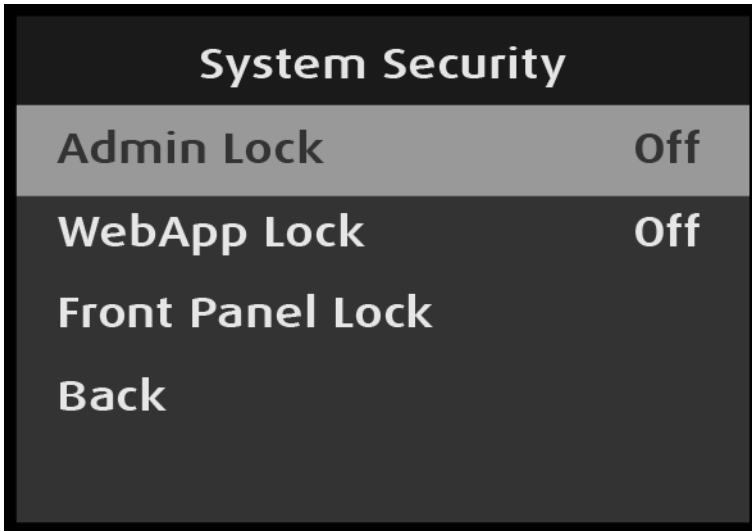 System Security
Admin Lock Off
WebApp Lock Off
Front Panel Lock
Back